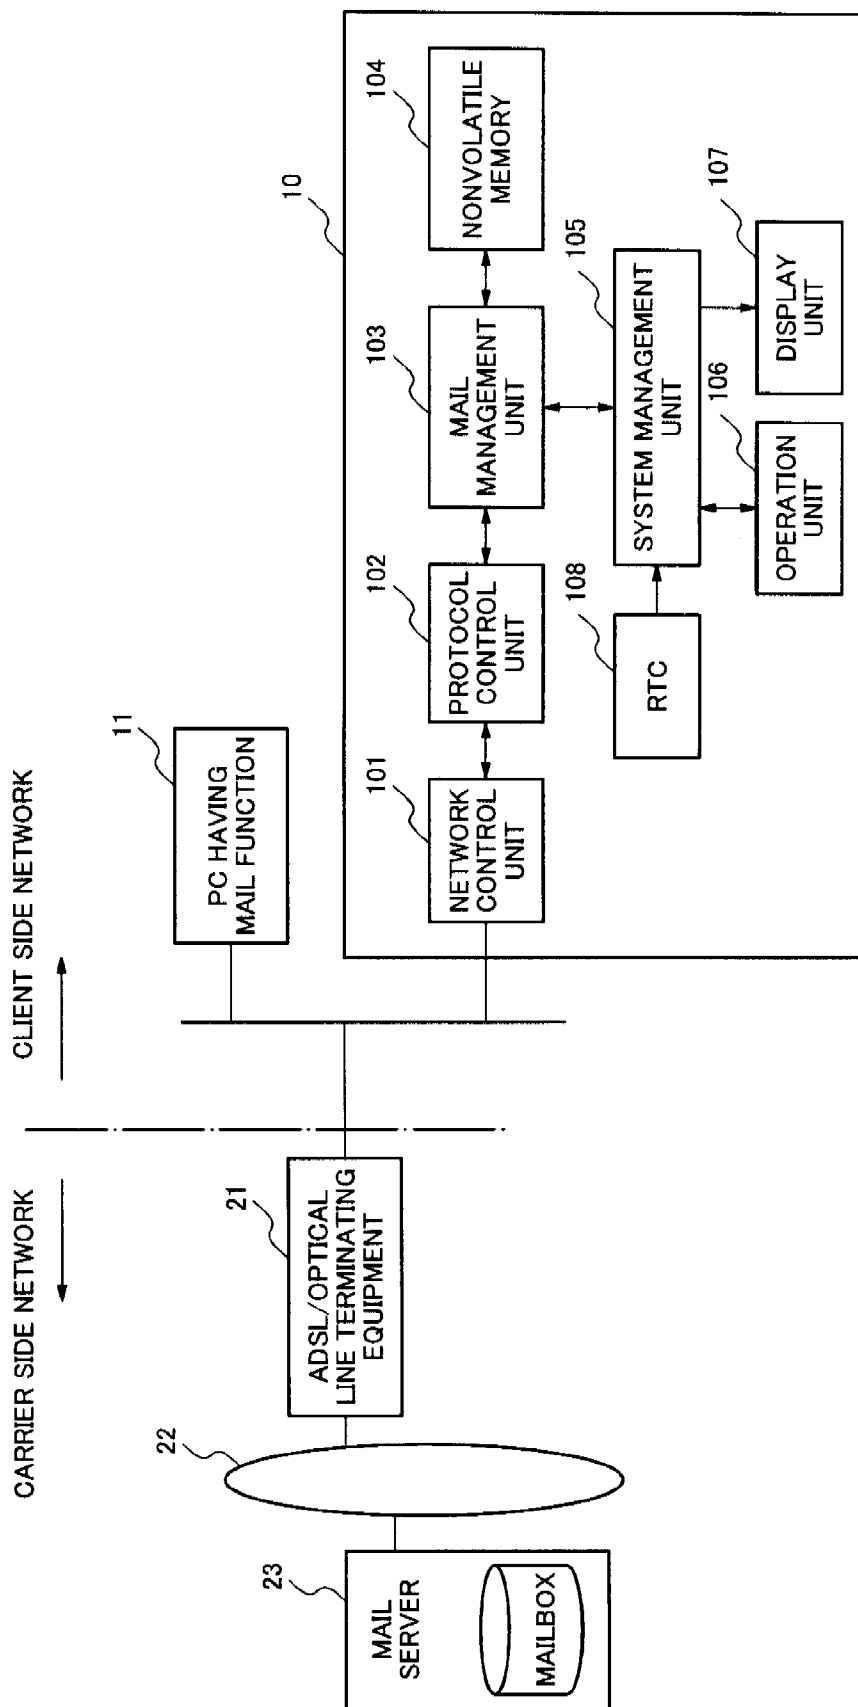 CARRIER SIDE NETWORK
CLIENT SIDE NETWORK
23
MAIL
SERVER
MAILBOX
22
21
ADSL/OPTICAL
LINE TERMINATING
EQUIPMENT
11
PC HAVING
MAIL FUNCTION
10
101
NETWORK
CONTROL
UNIT
102
PROTOCOL
CONTROL
UNIT
103
MAIL
MANAGEMENT
UNIT
104
NONVOLATILE
MEMORY
108
RTC
105
SYSTEM MANAGEMENT
UNIT
106
OPERATION
UNIT
107
DISPLAY
UNIT